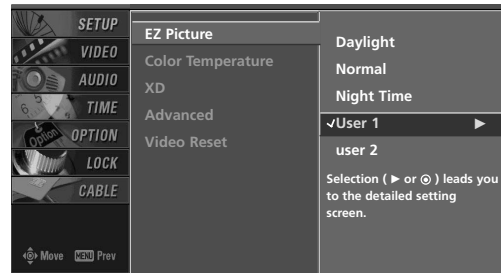 SETUP
VIDEO
AUDIO
TIME
OPTION
LOCK
CABLE
Move MENU Prev
EZ Picture
Color Temperature
XD
Advanced
Video Reset
Daylight
Normal
Night Time
✓User 1 ►
user 2
Selection ( ► or ◉ ) leads you
to the detailed setting
screen.